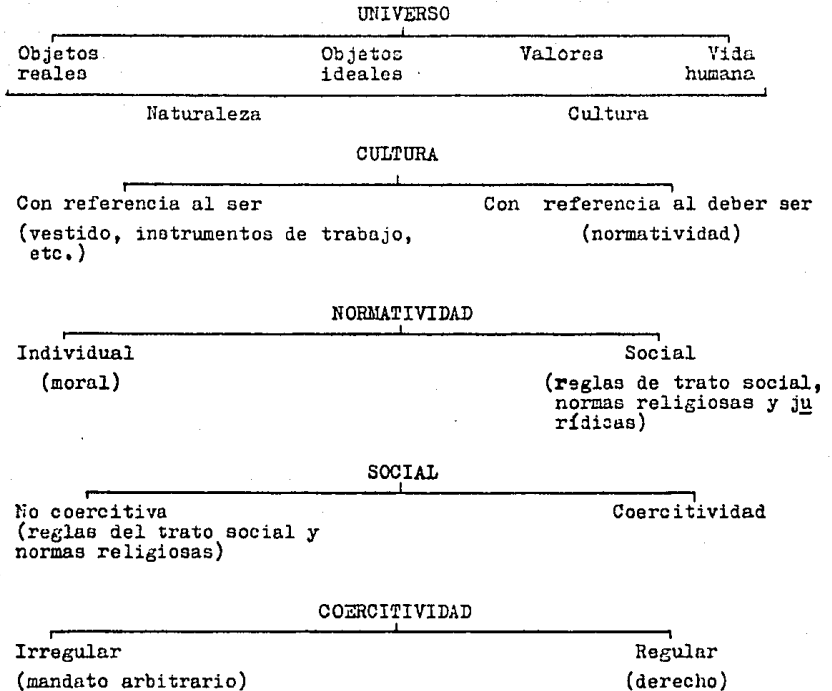 UNIVERSO
Objetos reales
Objetos ideales
Valores
Vida humana
Naturaleza
Cultura
CULTURA
Con referencia al ser
(vestido, instrumentos de trabajo,
etc.)
Con referencia al deber ser
(normatividad)
NORMATIVIDAD
Individual
(moral)
Social
(reglas de trato social,
normas religiosas y ju
rídicas)
SOCIAL
No coercitiva
(reglas del trato social y
normas religiosas)
Coercitividad
COERCITIVIDAD
Irregular
(mandato arbitrario)
Regular
(derecho)